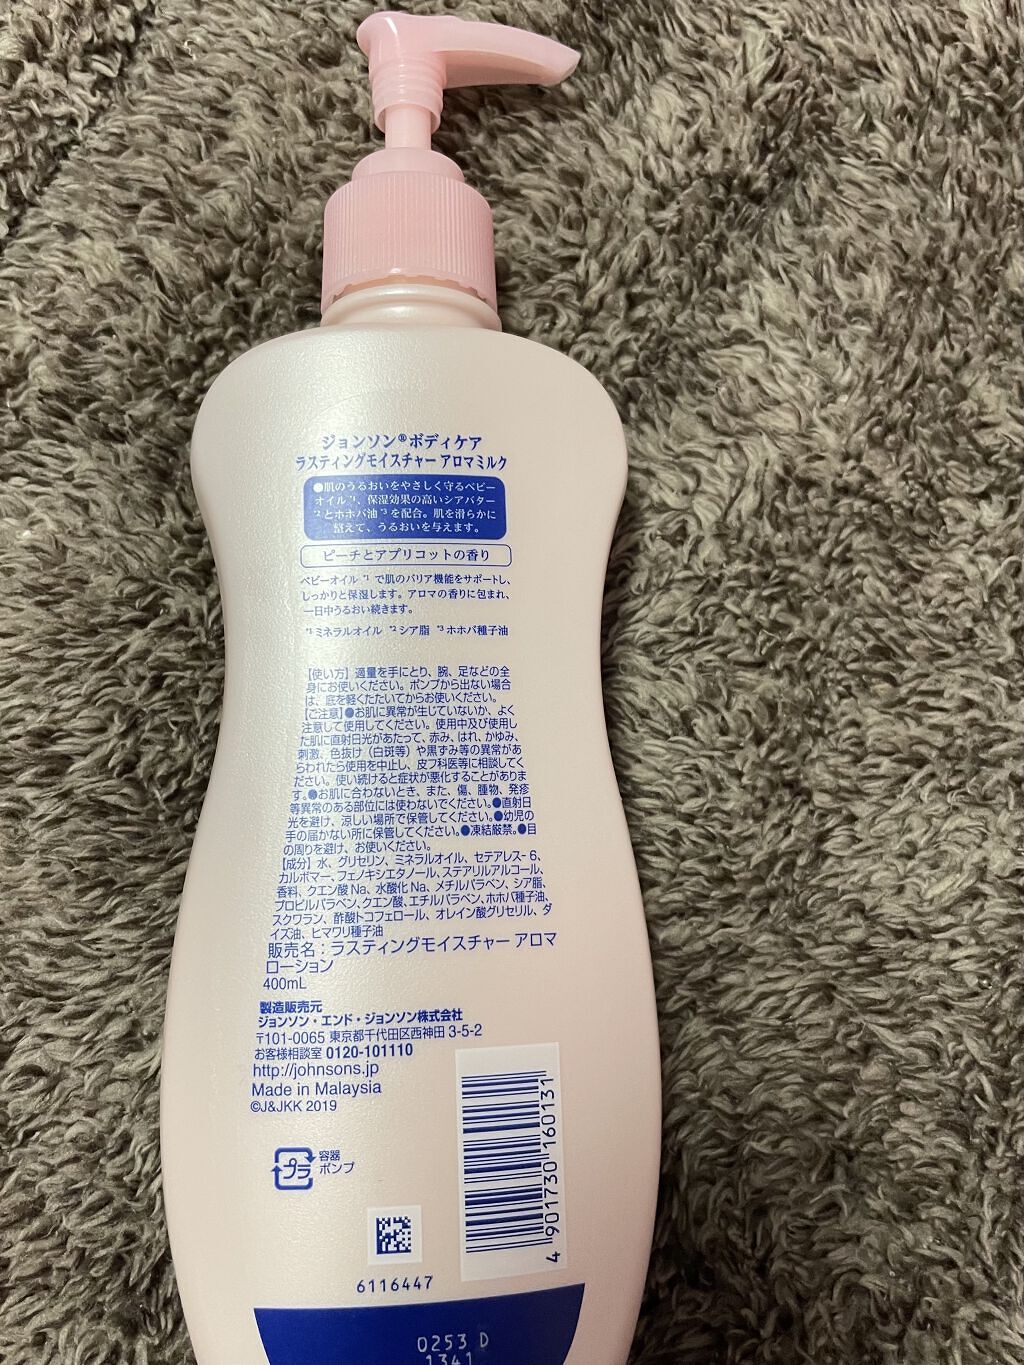 ジョンソン®ボディケア
ラスティングモイスチャー アロマミルク
●肌のうるおいをやさしく守るベビー
オイル*1、保湿効果の高いシアバター
*2とホホバ油*3を配合。肌を滑らかに
整えて、うるおいを与えます。
ピーチとアプリコットの香り
ベビーオイル*1で肌のバリア機能をサポートし、
しっかりと保湿します。アロマの香りに包まれ、
一日中うるおい続きます。
*1ミネラルオイル *2シア脂 *3ホホバ種子油
【使い方】適量を手にとり、腕、足などの全
身にお使いください。ポンプから出ない場合
は、底を軽くたたいてからお使いください。
【ご注意】●お肌に異常が生じていないか、よく
注意して使用してください。使用中及び使用し
た肌に直射日光があたって、赤み、はれ、かゆみ、
刺激、色抜け（白斑等）や黒ずみ等の異常があ
らわれたら使用を中止し、皮フ科医等に相談してく
ださい。使い続けると症状が悪化することがありま
す。●お肌に合わないとき、また、傷、腫物、発疹
等異常のある部位には使わないでください。●直射日
光を避け、涼しい場所で保管してください。●幼児の
手の届かない所に保管してください。●凍結厳禁。●目
の周りを避け、お使いください。
【成分】水、グリセリン、ミネラルオイル、セテアレス-6、
カルボマー、フェノキシエタノール、ステアリルアルコール、
香料、クエン酸Na、水酸化Na、メチルパラベン、シア脂、
プロピルパラベン、クエン酸、エチルパラベン、ホホバ種子油、
スクワラン、酢酸トコフェロール、オレイン酸グリセリル、ダ
イズ油、ヒマワリ種子油
販売名：ラスティングモイスチャー アロマ
ローション
400mL
製造販売元
ジョンソン・エンド・ジョンソン株式会社
〒101-0065 東京都千代田区西神田 3-5-2
お客様相談室 0120-101110
http://johnsons.jp
Made in Malaysia
©J&JKK 2019
プラ
容器
ポンプ
4 901730 160131
6116447
0253 D
1341